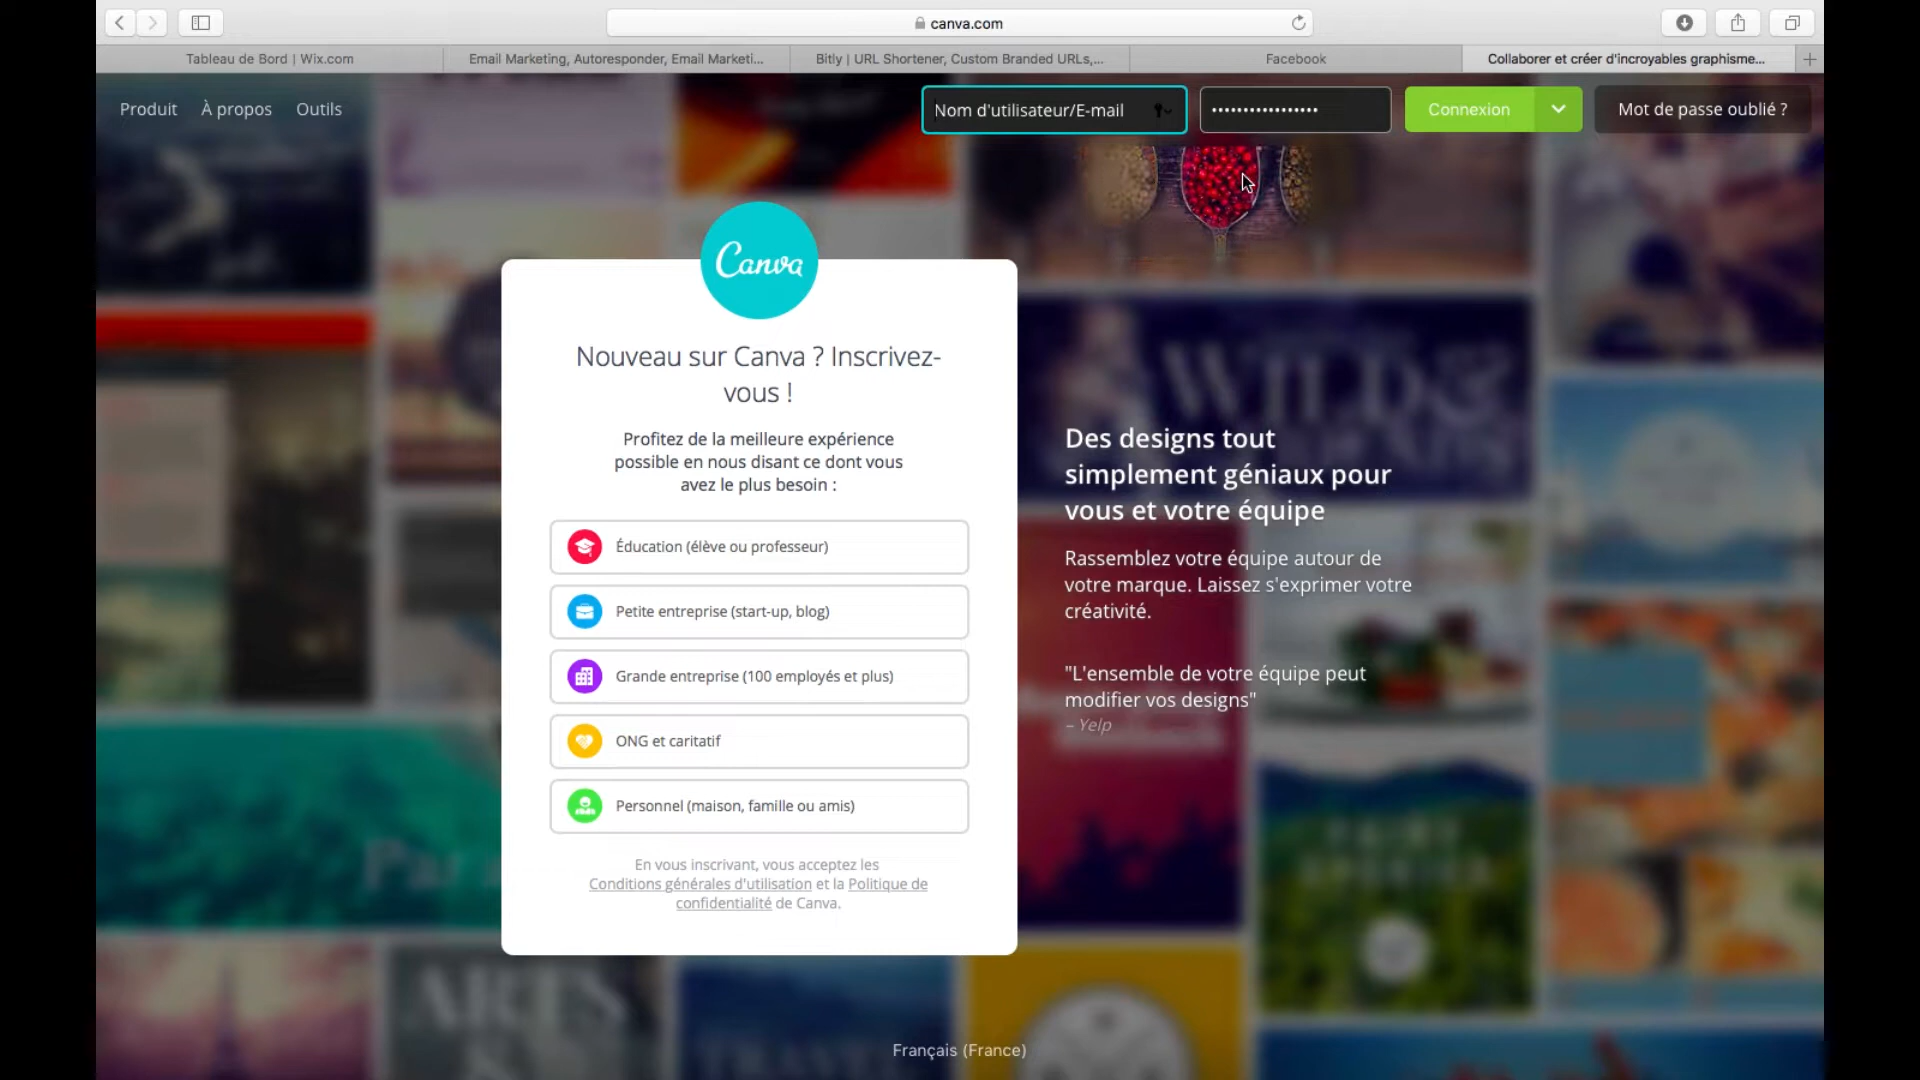 canva.com
Tableau de Bord | Wix.com
Email Marketing, Autoresponder, Email Marketi...
Bitly | URL Shortener, Custom Branded URLs,...
Facebook
Collaborer et créer d'incroyables graphisme...
Produit
À propos
Outils
Nom d'utilisateur/E-mail
••••••••••••••••
Connexion
Mot de passe oublié ?
Canva
Nouveau sur Canva ? Inscrivez-
vous !
Profitez de la meilleure expérience
possible en nous disant ce dont vous
avez le plus besoin :
Éducation (élève ou professeur)
Petite entreprise (start-up, blog)
Grande entreprise (100 employés et plus)
ONG et caritatif
Personnel (maison, famille ou amis)
En vous inscrivant, vous acceptez les
Conditions générales d'utilisation et la Politique de
confidentialité de Canva.
Des designs tout
simplement géniaux pour
vous et votre équipe
Rassemblez votre équipe autour de
votre marque. Laissez s'exprimer votre
créativité.
"L'ensemble de votre équipe peut
modifier vos designs"
– Yelp
WILD &
ARTS
&
TRAVEL
Français (France)